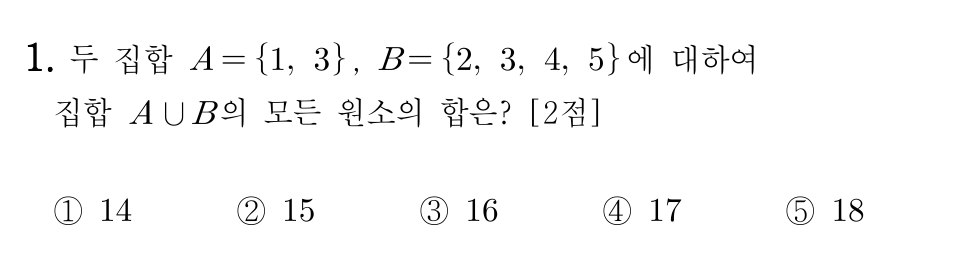 1. 두 집합 A={1, 3}, B={2, 3, 4, 5}에 대하여
집합 A∪B의 모든 원소의 합은? [2점]
① 14 ② 15 ③ 16 ④ 17 ⑤ 18